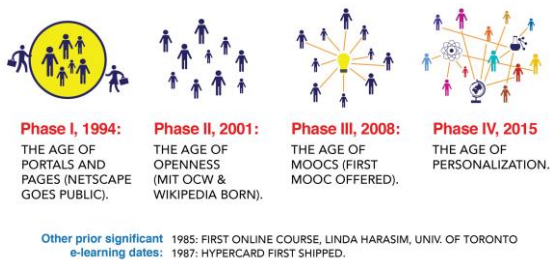 Phase I, 1994:
THE AGE OF
PORTALS AND
PAGES (NETSCAPE
GOES PUBLIC).
Phase II, 2001:
THE AGE OF
OPENNESS
(MIT OCW &
WIKIPEDIA BORN).
Phase III, 2008:
THE AGE OF
MOOCS (FIRST
MOOC OFFERED).
Phase IV, 2015
THE AGE OF
PERSONALIZATION.
Other prior significant 1985: FIRST ONLINE COURSE, LINDA HARASIM, UNIV. OF TORONTO
e-learning dates: 1987: HYPERCARD FIRST SHIPPED.